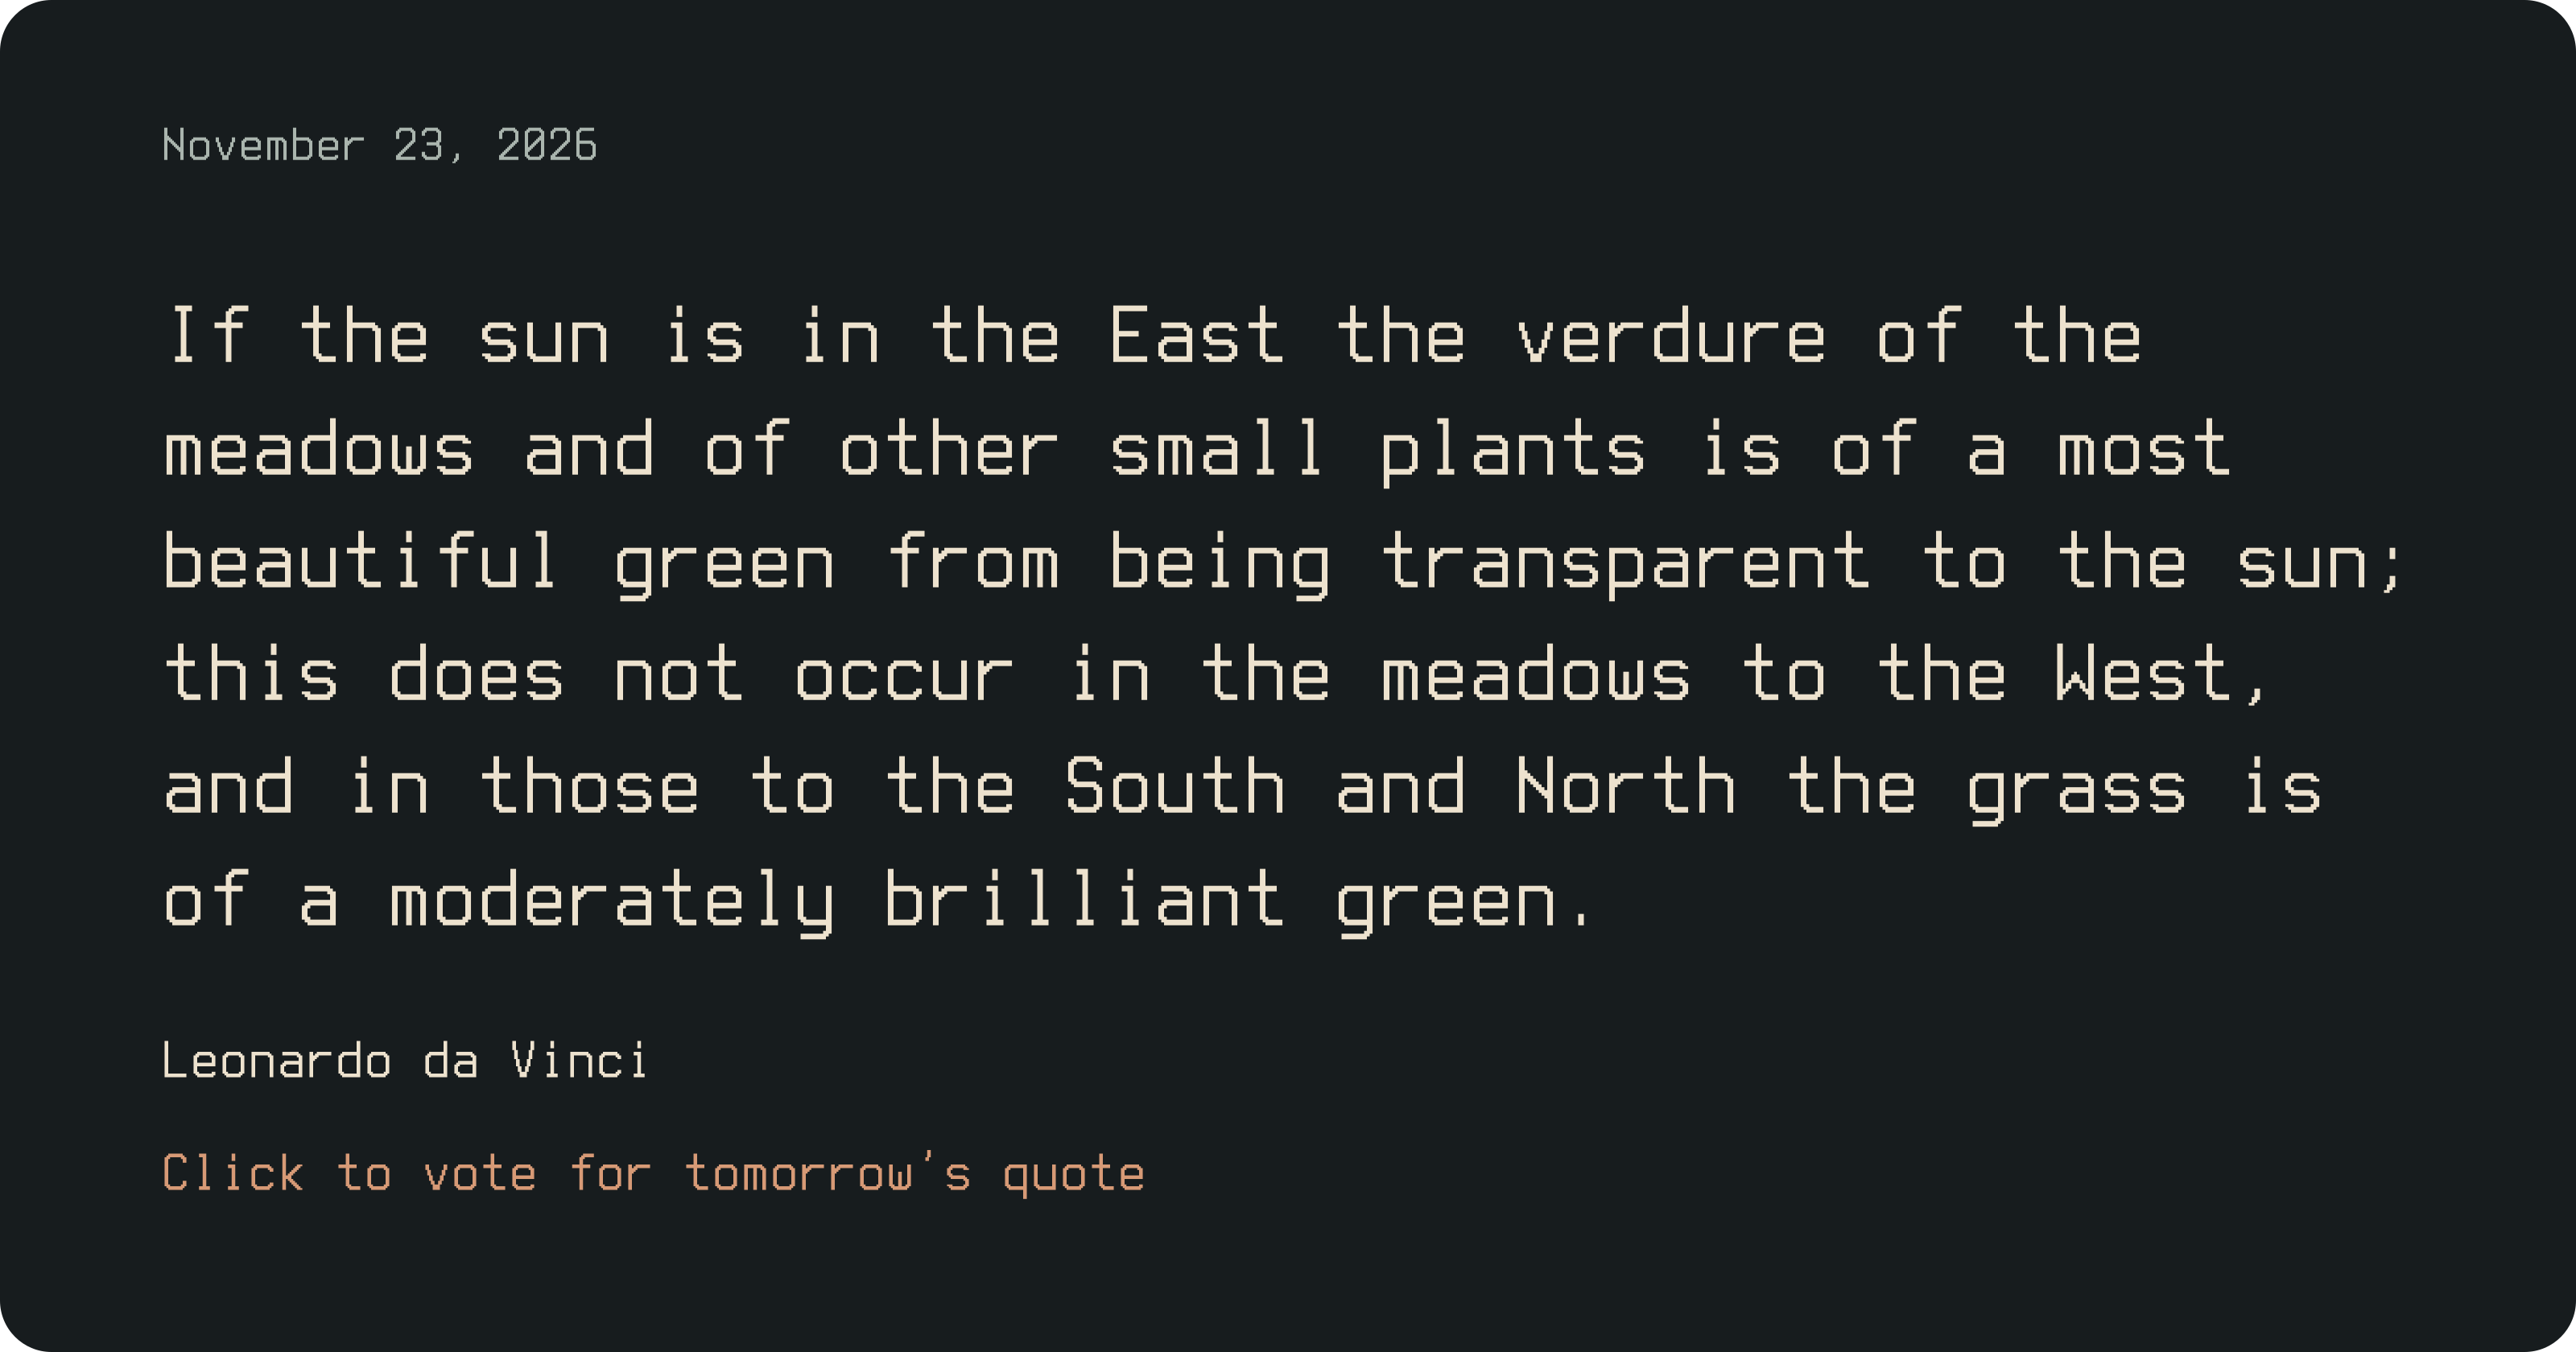 November 23, 2026
If the sun is in the East the verdure of the
meadows and of other small plants is of a most
beautiful green from being transparent to the sun;
this does not occur in the meadows to the West,
and in those to the South and North the grass is
of a moderately brilliant green.
Leonardo da Vinci
Click to vote for tomorrow's quote